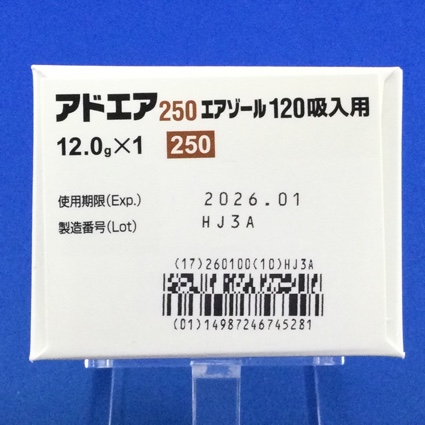 アドエア250エアゾール120吸入用
12.0g×1 250
使用期限(Exp.) 2026.01
製造番号(Lot) HJ3A
(17)260100(10)HJ3A
(01)14987246745281